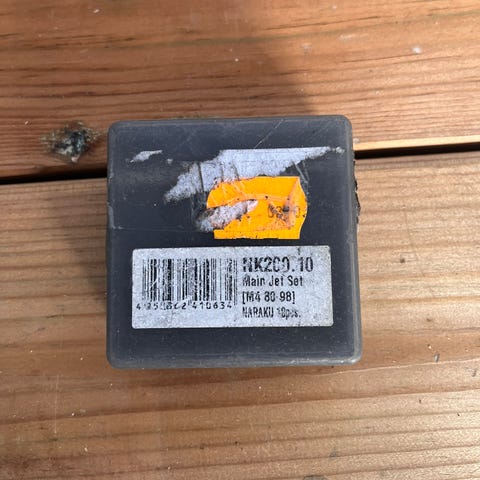 NK200.10
Main Jet Set
[M4 80-98]
NARAKU 10pcs.